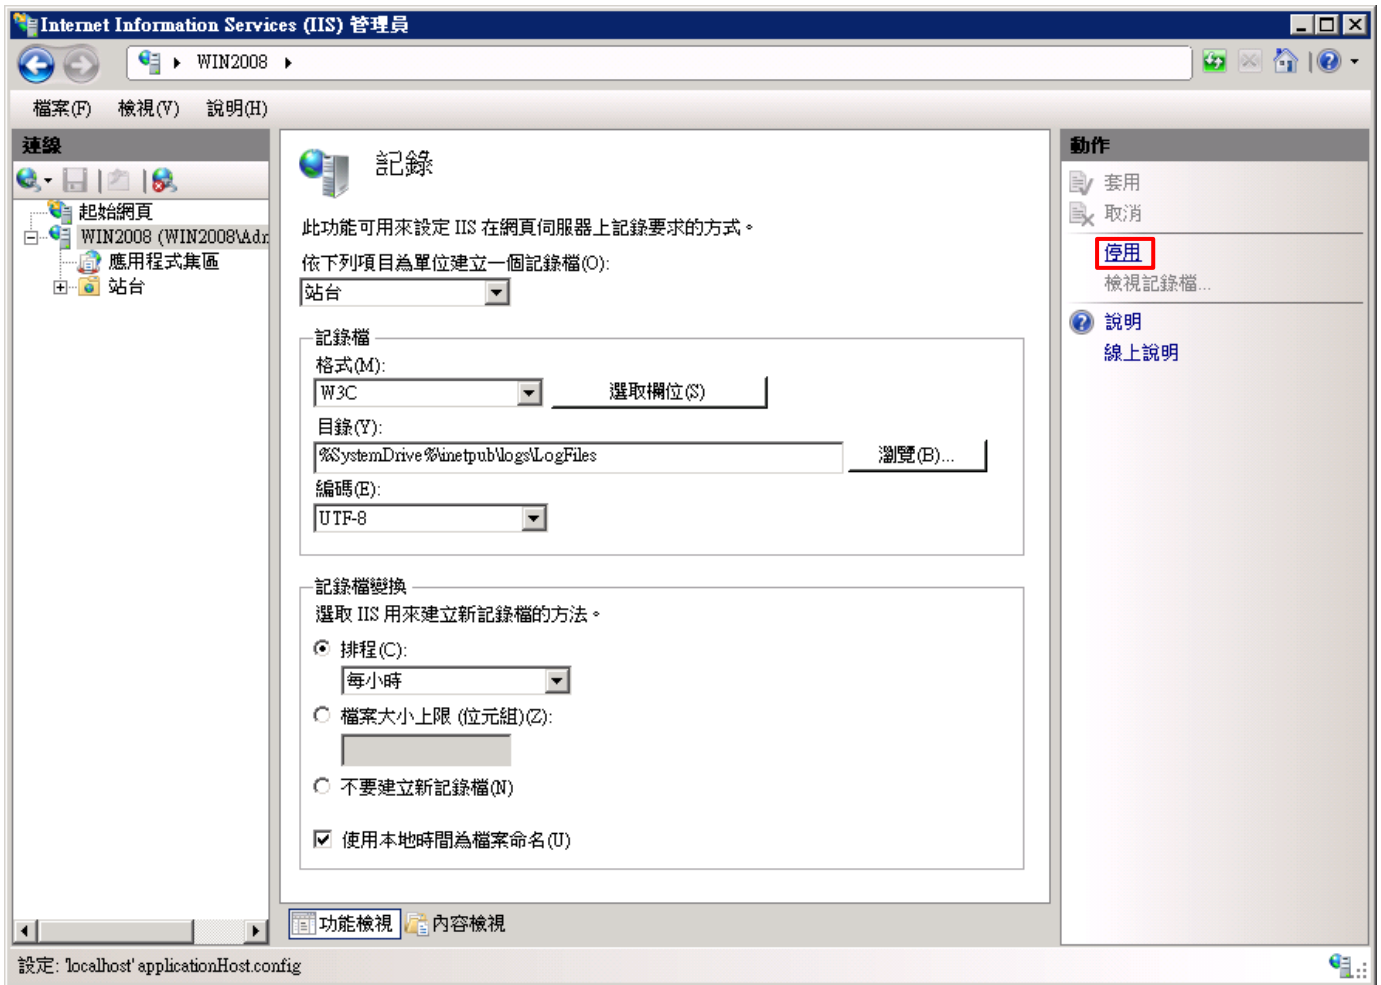 Internet Information Services (IIS) 管理員
WIN2008
檔案(F) 檢視(V) 說明(H)
連線
起始網頁
WIN2008 (WIN2008\Adr
應用程式集區
站台
記錄
此功能可用來設定 IIS 在網頁伺服器上記錄要求的方式。
依下列項目為單位建立一個記錄檔(O):
站台
記錄檔
格式(M):
W3C 選取欄位(S)
目錄(Y):
%SystemDrive%\inetpub\logs\LogFiles 瀏覽(B)...
編碼(E):
UTF-8
記錄檔變換
選取 IIS 用來建立新記錄檔的方法。
排程(C):
每小時
檔案大小上限 (位元組)(Z):
不要建立新記錄檔(N)
使用本地時間為檔案命名(U)
功能檢視 內容檢視
動作
套用
取消
停用
檢視記錄檔...
說明
線上說明
設定: 'localhost' applicationHost.config